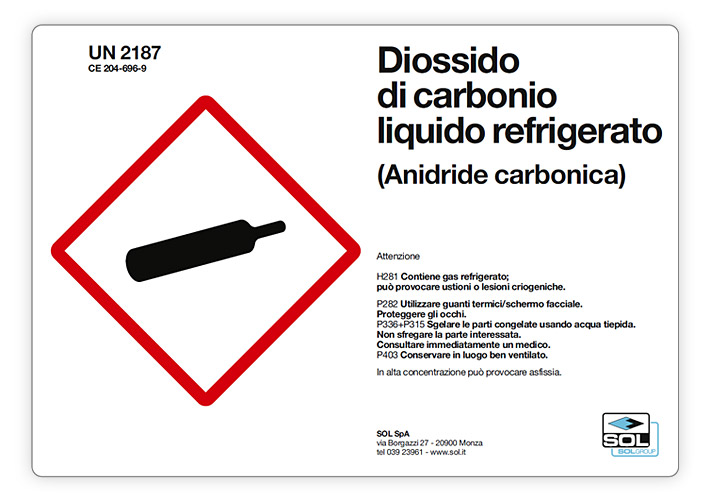 UN 2187
CE 204-696-9
Diossido
di carbonio
liquido refrigerato
(Anidride carbonica)
Attenzione
H281 Contiene gas refrigerato;
può provocare ustioni o lesioni criogeniche.
P282 Utilizzare guanti termici/schermo facciale.
Proteggere gli occhi.
P336+P315 Sgelare le parti congelate usando acqua tiepida.
Non sfregare la parte interessata.
Consultare immediatamente un medico.
P403 Conservare in luogo ben ventilato.
In alta concentrazione può provocare asfissia.
SOL SpA
via Borgazzi 27 - 20900 Monza
tel 039 23961 - www.sol.it
SOL
SOLGROUP